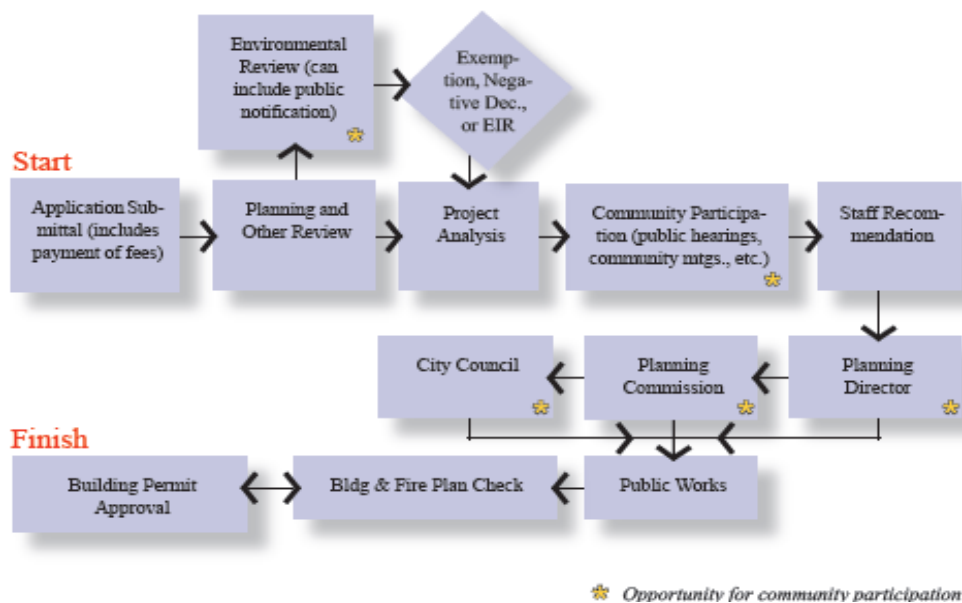 Environmental
Review (can
include public
notification)
Exemp-
tion, Negative
Dec.,
or EIR
Start
Application Sub-
mittal (includes
payment of fees)
Planning and
Other Review
Project
Analysis
Community Participa-
tion (public hearings,
community mtgs., etc.)
Staff Recom-
mendation
City Council
Planning
Commission
Planning
Director
Finish
Building Permit
Approval
Bldg & Fire Plan Check
Public Works
Opportunity for community participation